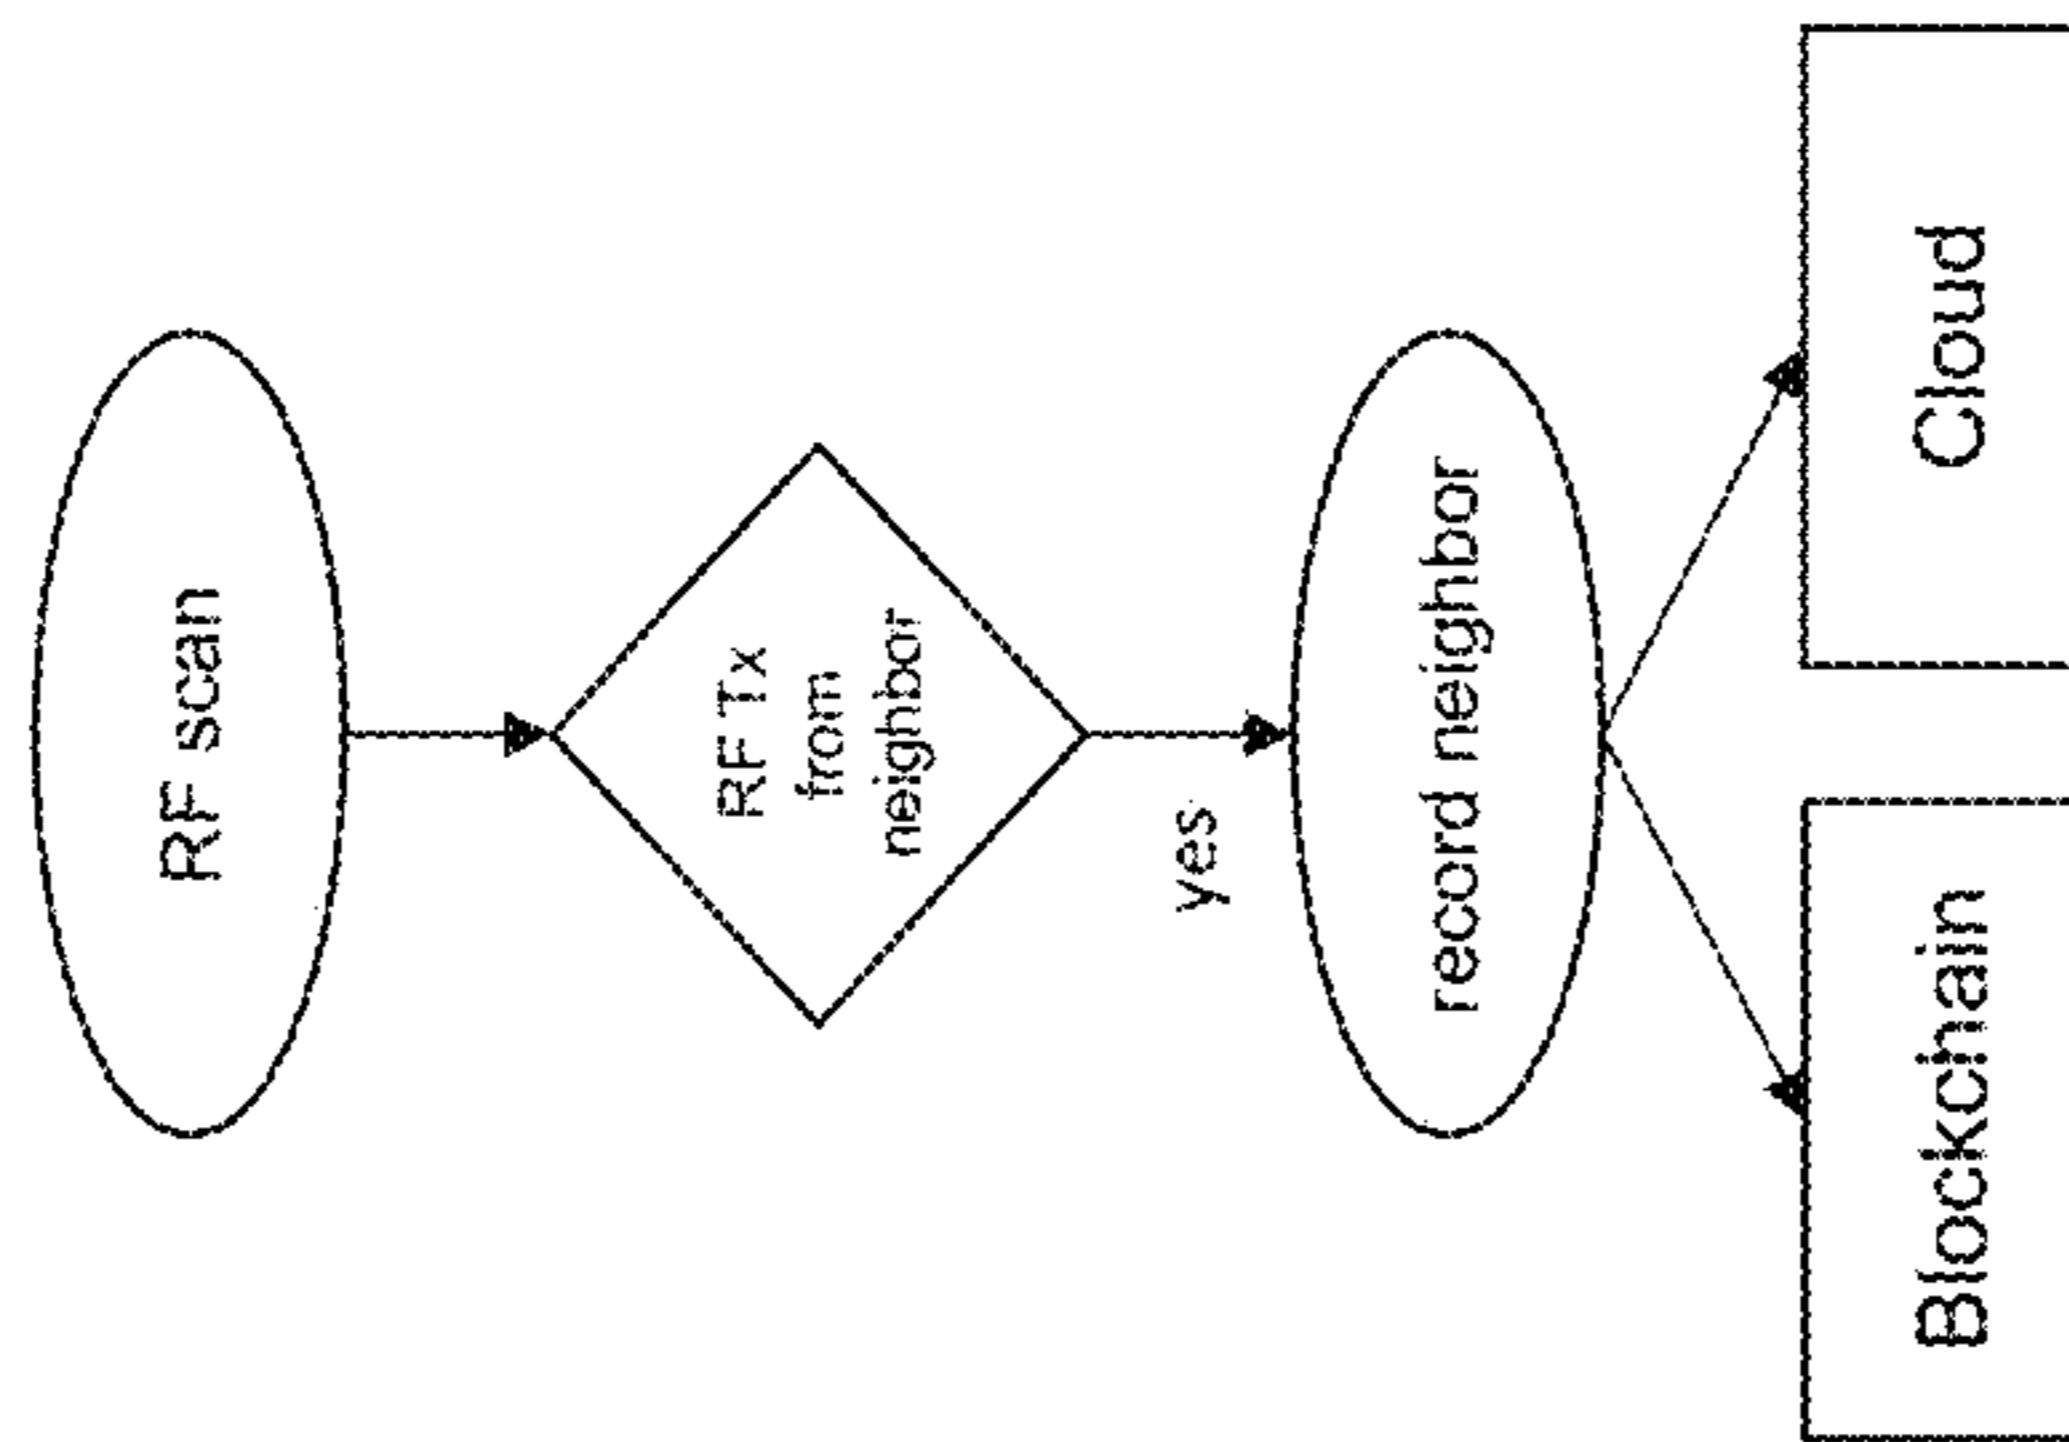 RF scan
RF Tx
from
neighbor
yes
record neighbor
Blockchain
Cloud